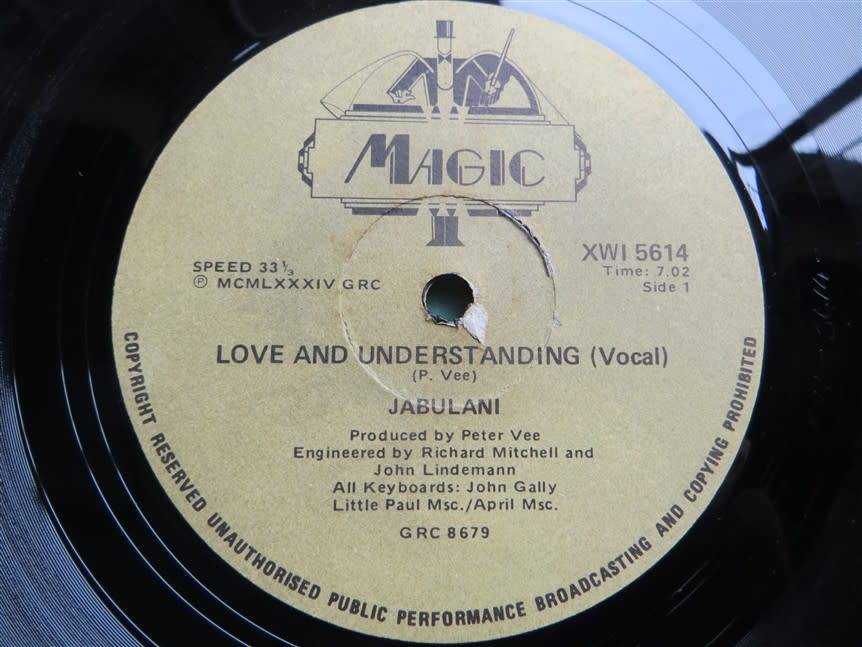 MAGIC
SPEED 33⅓
℗ MCMLXXXIV GRC
XWI 5614
Time: 7.02
Side 1
LOVE AND UNDERSTANDING (Vocal)
(P. Vee)
JABULANI
Produced by Peter Vee
Engineered by Richard Mitchell and
John Lindemann
All Keyboards: John Gally
Little Paul Msc./April Msc.
GRC 8679
COPYRIGHT RESERVED UNAUTHORISED PUBLIC PERFORMANCE BROADCASTING AND COPYING PROHIBITED